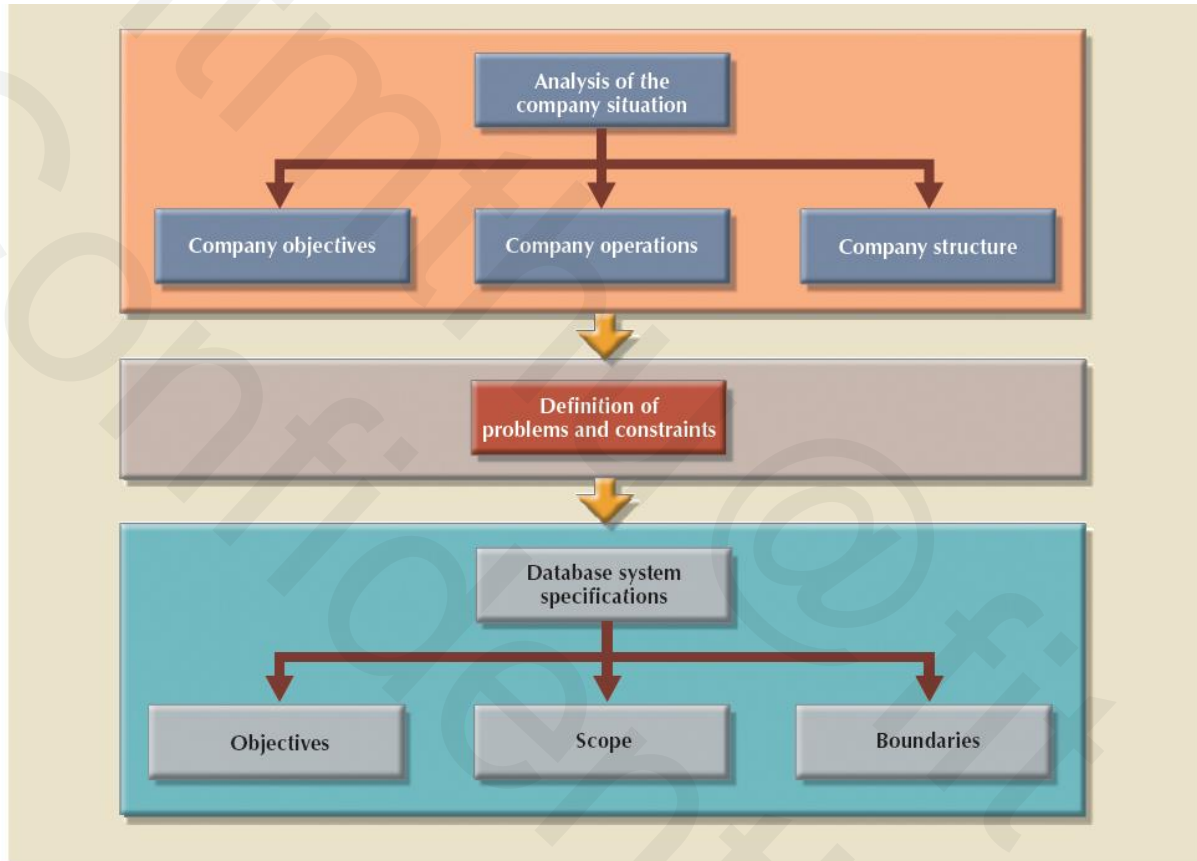 Analysis of the
company situation
Company objectives
Company operations
Company structure
Definition of
problems and constraints
Database system
specifications
Objectives
Scope
Boundaries